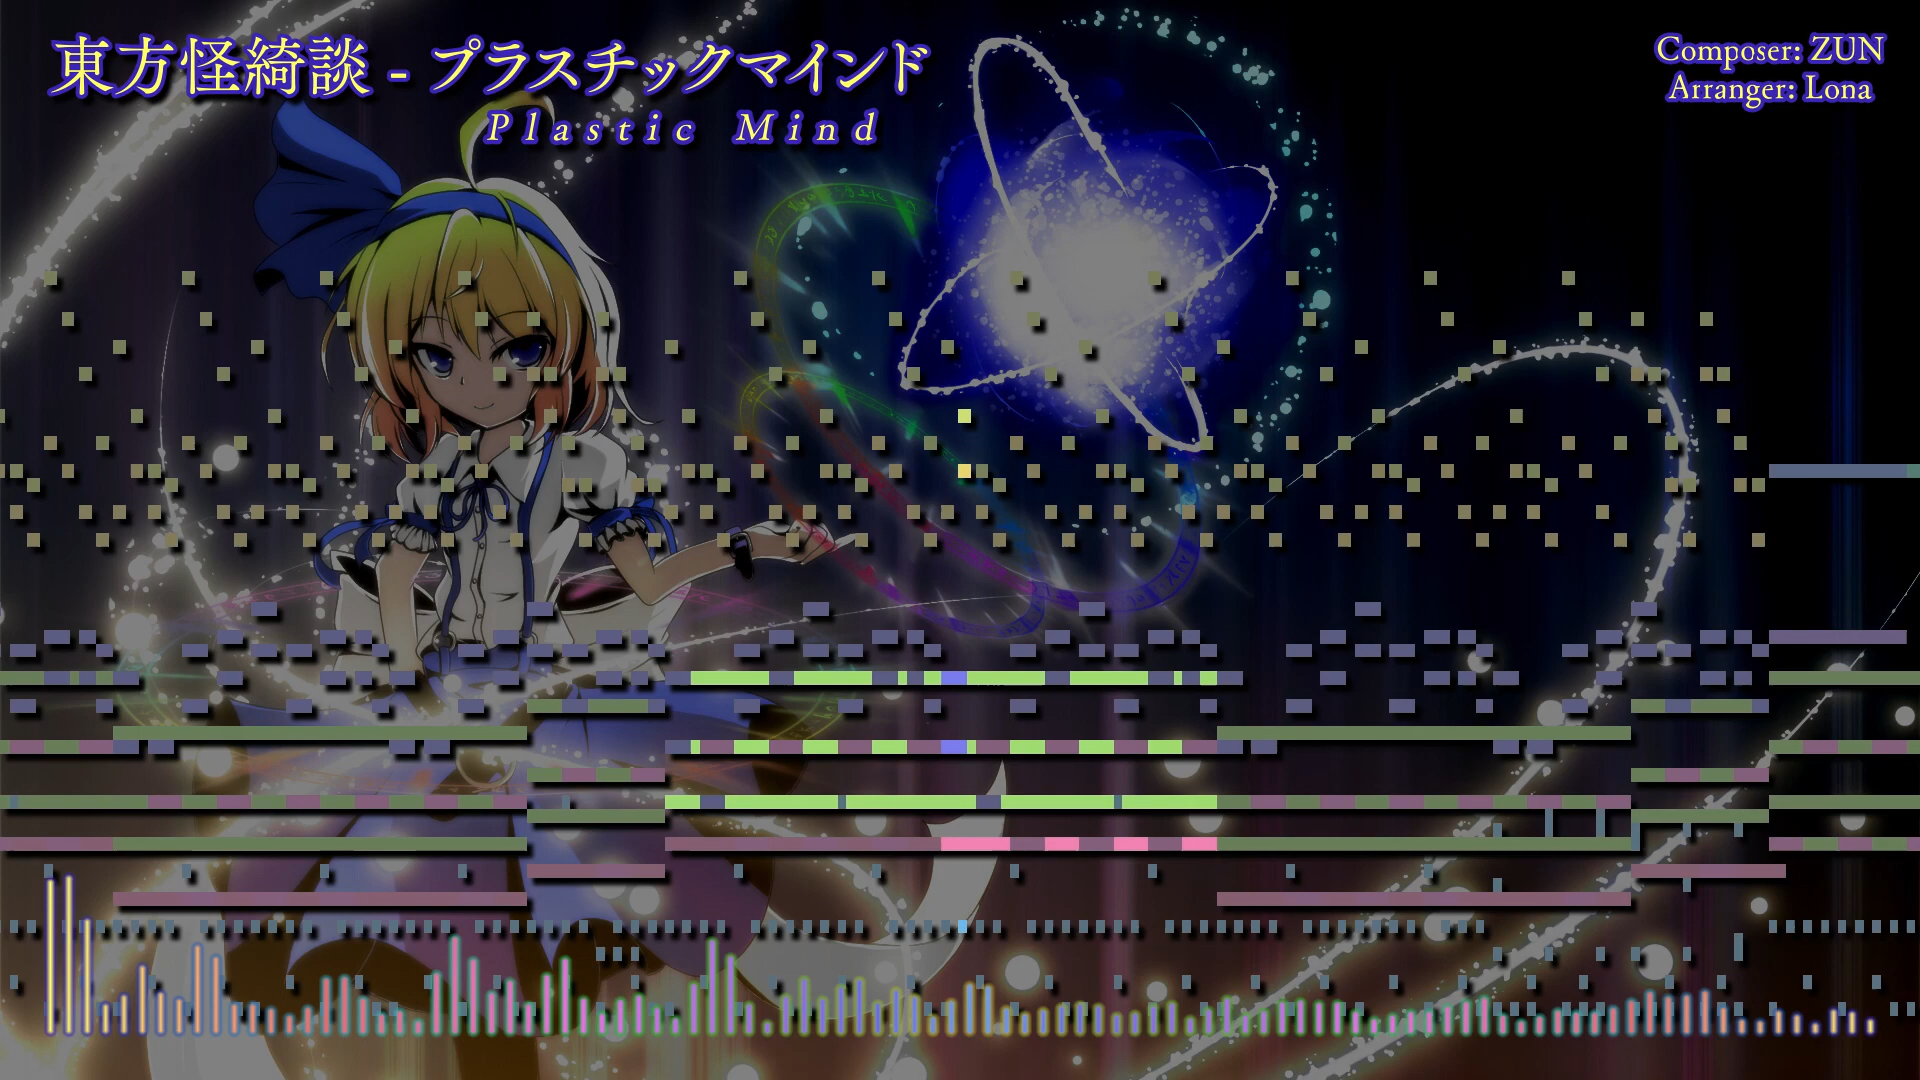 東方怪綺談 - プラスチックマインド
Plastic Mind
Composer: ZUN
Arranger: Lona